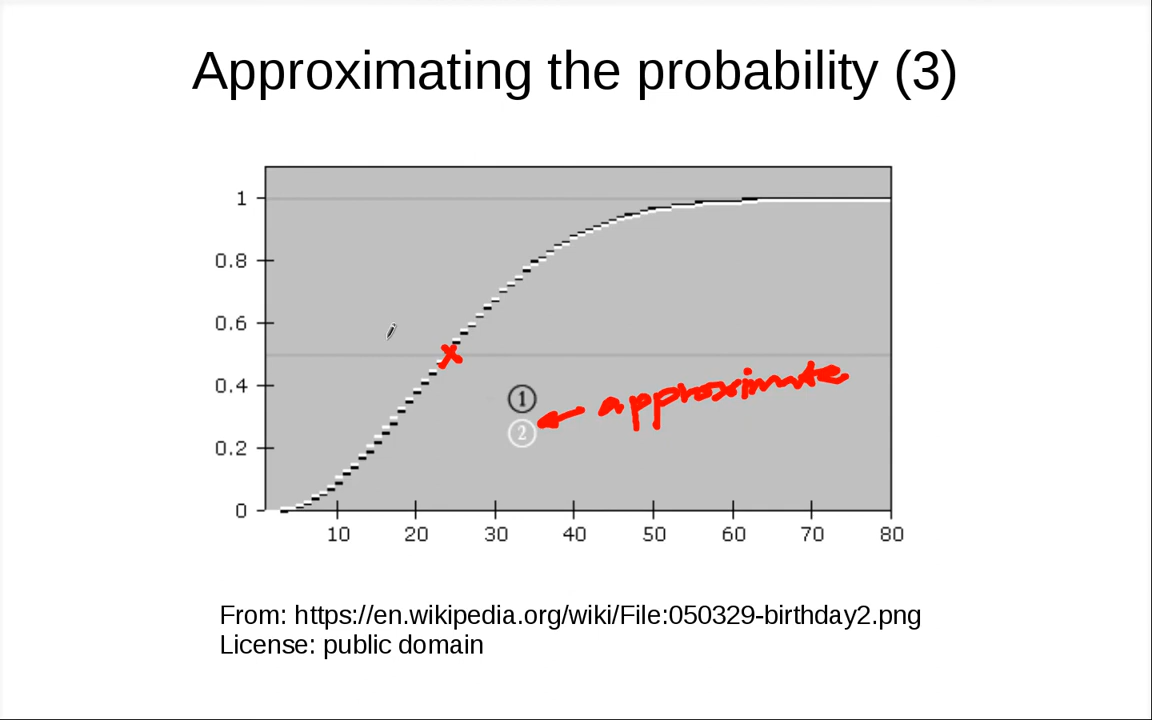 Approximating the probability (3)
1
0.8
0.6
0.4
0.2
0
① ← approximate
②
10 20 30 40 50 60 70 80
From: https://en.wikipedia.org/wiki/File:050329-birthday2.png
License: public domain